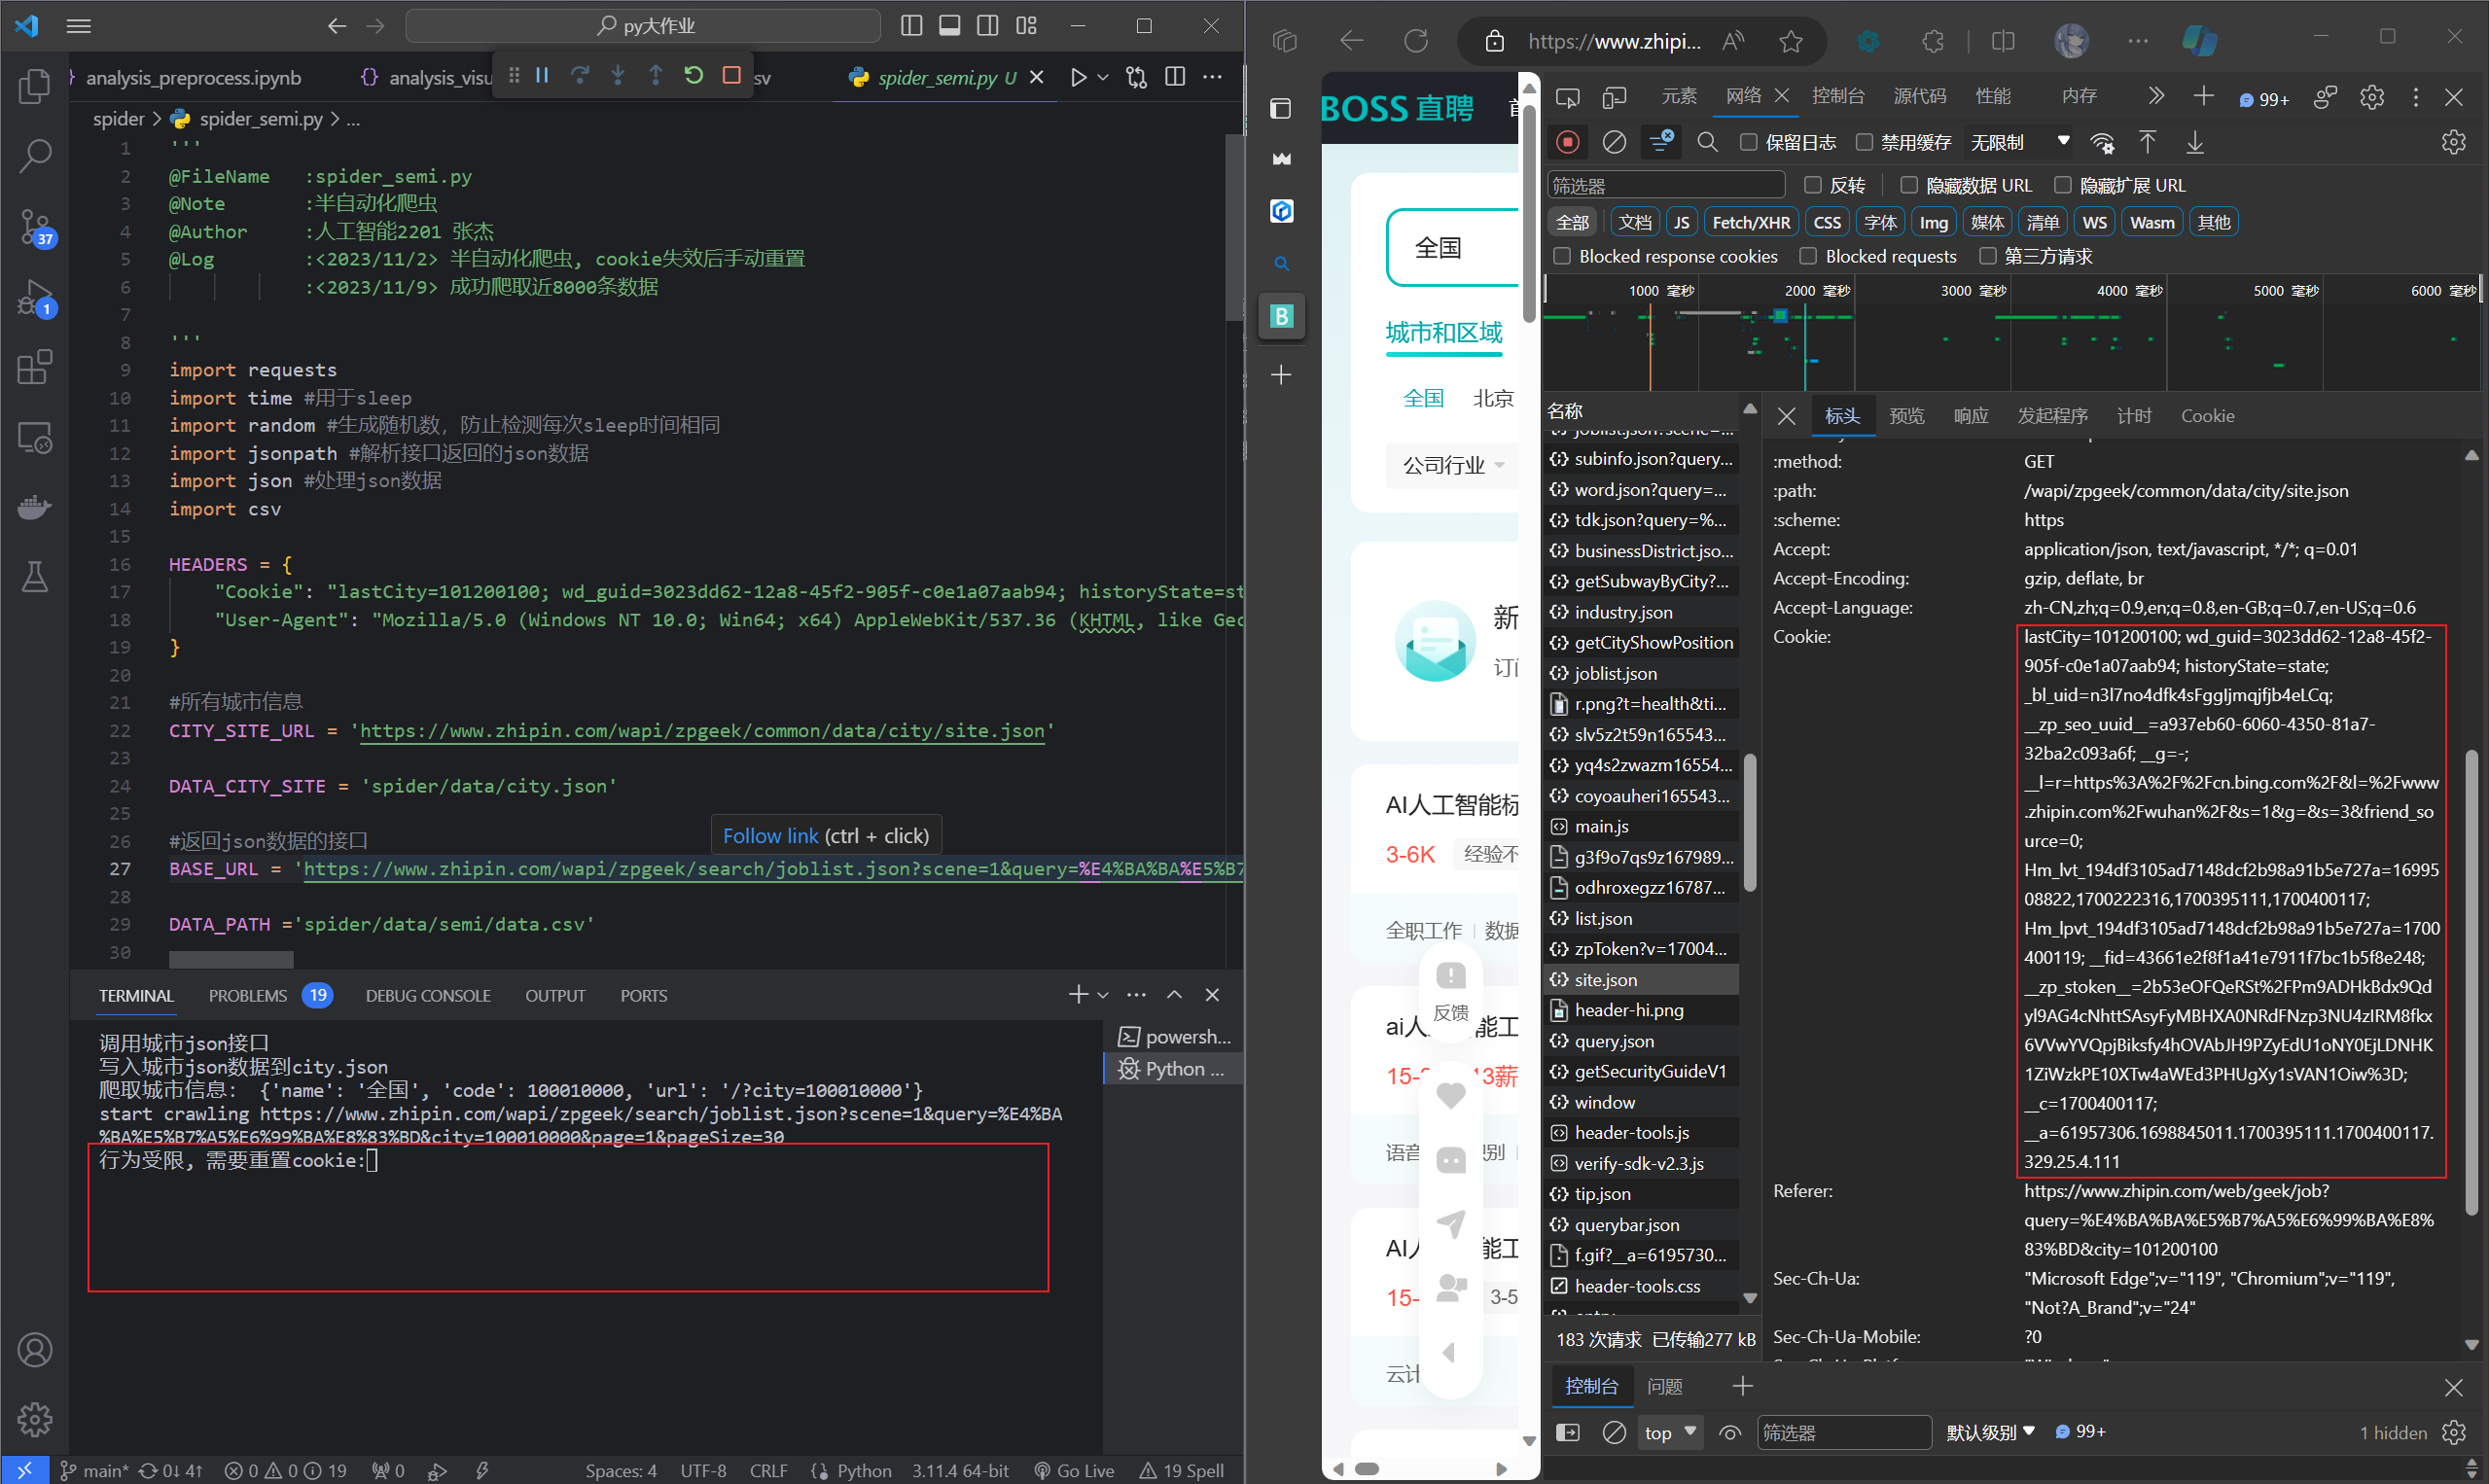 py大作业
analysis_preprocess.ipynb
analysis_visu
sv
spider_semi.py U
spider > spider_semi.py > ...
1 '''
2 @FileName :spider_semi.py
3 @Note :半自动化爬虫
4 @Author :人工智能2201 张杰
5 @Log :<2023/11/2> 半自动化爬虫, cookie失效后手动重置
6 :<2023/11/9> 成功爬取近8000条数据
7
8 '''
9 import requests
10 import time #用于sleep
11 import random #生成随机数, 防止检测每次sleep时间相同
12 import jsonpath #解析接口返回的json数据
13 import json #处理json数据
14 import csv
15
16 HEADERS = {
17 "Cookie": "lastCity=101200100; wd_guid=3023dd62-12a8-45f2-905f-c0e1a07aab94; historyState=st
18 "User-Agent": "Mozilla/5.0 (Windows NT 10.0; Win64; x64) AppleWebKit/537.36 (KHTML, like Gec
19 }
20
21 #所有城市信息
22 CITY_SITE_URL = 'https://www.zhipin.com/wapi/zpgeek/common/data/city/site.json'
23
24 DATA_CITY_SITE = 'spider/data/city.json'
25
26 #返回json数据的接口
Follow link (ctrl + click)
27 BASE_URL = 'https://www.zhipin.com/wapi/zpgeek/search/joblist.json?scene=1&query=%E4%BA%BA%E5%B7
28
29 DATA_PATH ='spider/data/semi/data.csv'
30
37
1
TERMINAL PROBLEMS 19 DEBUG CONSOLE OUTPUT PORTS
调用城市json接口
写入城市json数据到city.json
爬取城市信息: {'name': '全国', 'code': 100010000, 'url': '/?city=100010000'}
start crawling https://www.zhipin.com/wapi/zpgeek/search/joblist.json?scene=1&query=%E4%BA
%BA%E5%B7%A5%E6%99%BA%E8%83%BD&city=100010000&page=1&pageSize=30
行为受限, 需要重置cookie:
powersh...
Python ...
main* 0↓ 4↑ 0 0 19 0 Spaces: 4 UTF-8 CRLF Python 3.11.4 64-bit Go Live 19 Spell
https://www.zhipi...
BOSS 直聘
首
全国
城市和区域
全国 北京
公司行业
新
订阅
AI人工智能标
3-6K 经验不
全职工作 数据
反馈
15-
语音
AI
15- 3-5
云计
元素 网络 控制台 源代码 性能 内存 99+
保留日志 禁用缓存 无限制
筛选器 反转 隐藏数据 URL 隐藏扩展 URL
全部 文档 JS Fetch/XHR CSS 字体 Img 媒体 清单 WS Wasm 其他
Blocked response cookies Blocked requests 第三方请求
1000 毫秒 2000 毫秒 3000 毫秒 4000 毫秒 5000 毫秒 6000 毫秒
名称
subinfo.json?query...
word.json?query=...
tdk.json?query=%...
businessDistrict.jso...
getSubwayByCity?...
industry.json
getCityShowPosition
joblist.json
r.png?t=health&ti...
slv5z2t59n165543...
yq4s2zwazm16554...
coyoauheri165543...
main.js
g3f9o7qs9z167989...
odhroxegzz16787...
list.json
zpToken?v=17004...
site.json
header-hi.png
query.json
getSecurityGuideV1
window
header-tools.js
verify-sdk-v2.3.js
tip.json
querybar.json
f.gif?__a=6195730...
header-tools.css
183 次请求 已传输277 kB
标头 预览 响应 发起程序 计时 Cookie
:method: GET
:path: /wapi/zpgeek/common/data/city/site.json
:scheme: https
Accept: application/json, text/javascript, */*; q=0.01
Accept-Encoding: gzip, deflate, br
Accept-Language: zh-CN,zh;q=0.9,en;q=0.8,en-GB;q=0.7,en-US;q=0.6
Cookie: lastCity=101200100; wd_guid=3023dd62-12a8-45f2-
905f-c0e1a07aab94; historyState=state;
_bl_uid=n3l7no4dfk4sFggIjmqjfjb4eLCq;
__zp_seo_uuid__=a937eb60-6060-4350-81a7-
32ba2c093a6f; __g=-;
__l=r=https%3A%2F%2Fcn.bing.com%2F&l=%2Fwww
.zhipin.com%2Fwuhan%2F&s=1&g=&s=3&friend_so
urce=0;
Hm_lvt_194df3105ad7148dcf2b98a91b5e727a=16995
08822,1700222316,1700395111,1700400117;
Hm_lpvt_194df3105ad7148dcf2b98a91b5e727a=1700
400119; __fid=43661e2f8f1a41e7911f7bc1b5f8e248;
__zp_stoken__=2b53eOFQeRSt%2FPm9ADHkBdx9Qd
yl9AG4cNhttSAsyFyMBHXA0NRdFNzp3NU4zIRM8fkx
6VVwYVQpjBiksfy4hOVAbJH9PZyEdU1oNY0EjLDNHK
1ZiWzkPE10XTw4aWEd3PHUgXy1sVAN1Oiw%3D;
__c=1700400117;
__a=61957306.1698845011.1700395111.1700400117.
329.25.4.111
Referer: https://www.zhipin.com/web/geek/job?
query=%E4%BA%BA%E5%B7%A5%E6%99%BA%E8%
83%BD&city=101200100
Sec-Ch-Ua: "Microsoft Edge";v="119", "Chromium";v="119",
"Not?A_Brand";v="24"
Sec-Ch-Ua-Mobile: ?0
控制台 问题
top 筛选器 默认级别 99+ 1 hidden